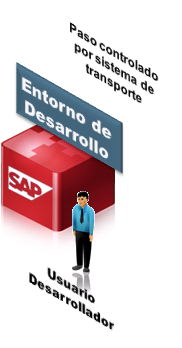 Paso controlado
por sistema de
transporte
Entorno de
Desarrollo
SAP
Usuario
Desarrollador